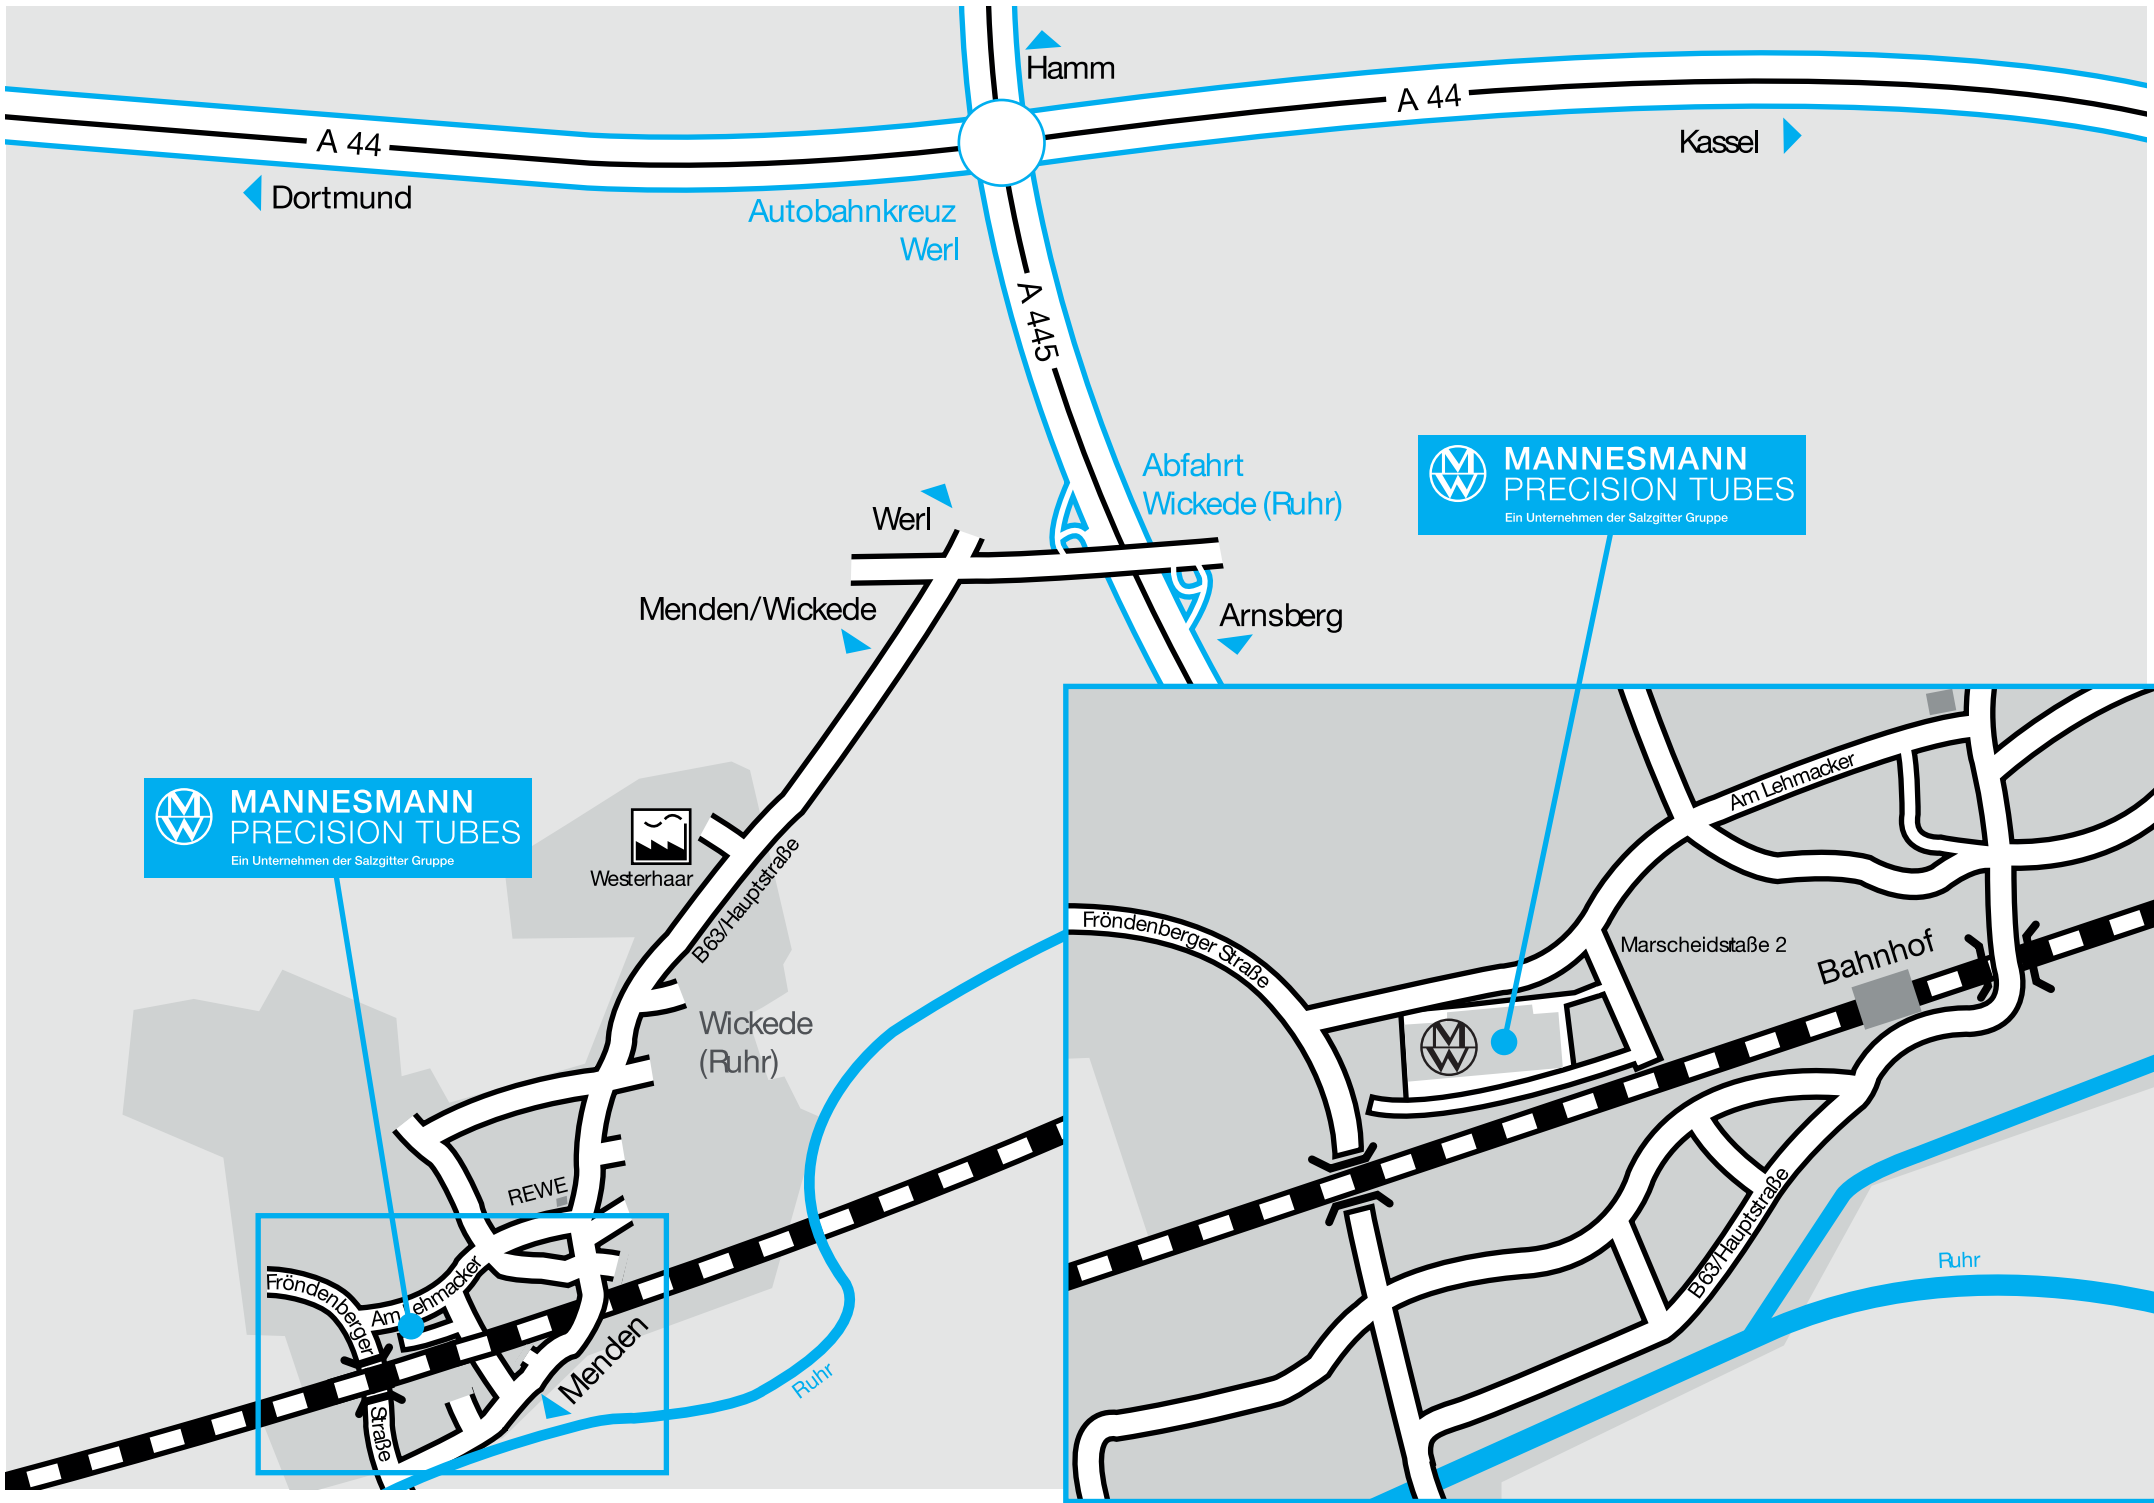 Hamm
A 44
Kassel
A 44
Dortmund
Autobahnkreuz
Werl
A 445
Abfahrt
Wickede (Ruhr)
MANNESMANN
PRECISION TUBES
Ein Unternehmen der Salzgitter Gruppe
Werl
Menden/Wickede
Arnsberg
MANNESMANN
PRECISION TUBES
Ein Unternehmen der Salzgitter Gruppe
Westerhaar
B63/Hauptstraße
Wickede
(Ruhr)
REWE
Fröndenberger
Straße
Am Lehmacker
Menden
Ruhr
Am Lehmacker
Fröndenberger Straße
Marscheidstaße 2
Bahnhof
MW
B63/Hauptstraße
Ruhr